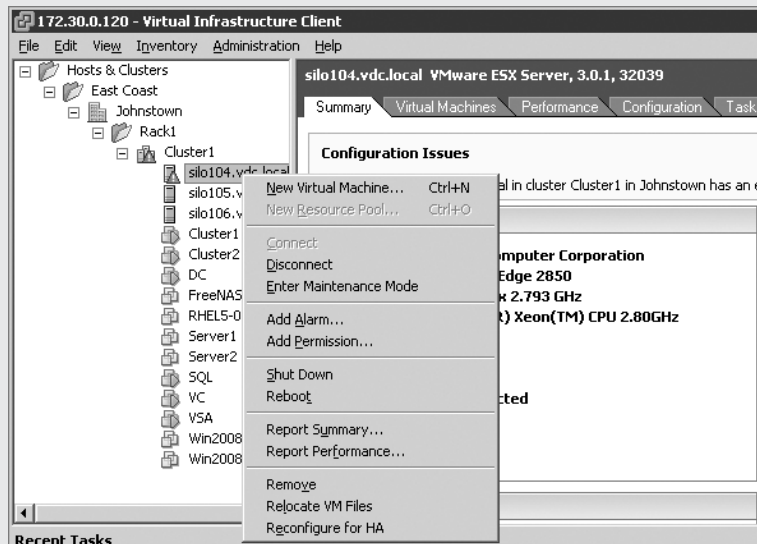 172.30.0.120 - Virtual Infrastructure Client
File Edit View Inventory Administration Help
Hosts & Clusters
East Coast
Johnstown
Rack1
Cluster1
silo104.vdc.local
silo105.v
silo106.v
Cluster1
Cluster2
DC
FreeNAS
RHEL5-0
Server1
Server2
SQL
VC
VSA
Win2008
Win2008
silo104.vdc.local VMware ESX Server, 3.0.1, 32039
Summary Virtual Machines Performance Configuration Task
Configuration Issues
al in cluster Cluster1 in Johnstown has an e
mputer Corporation
Edge 2850
x 2.793 GHz
) Xeon(TM) CPU 2.80GHz
cted
New Virtual Machine... Ctrl+N
New Resource Pool... Ctrl+O
Connect
Disconnect
Enter Maintenance Mode
Add Alarm...
Add Permission...
Shut Down
Reboot
Report Summary...
Report Performance...
Remove
Relocate VM Files
Reconfigure for HA
Recent Tasks